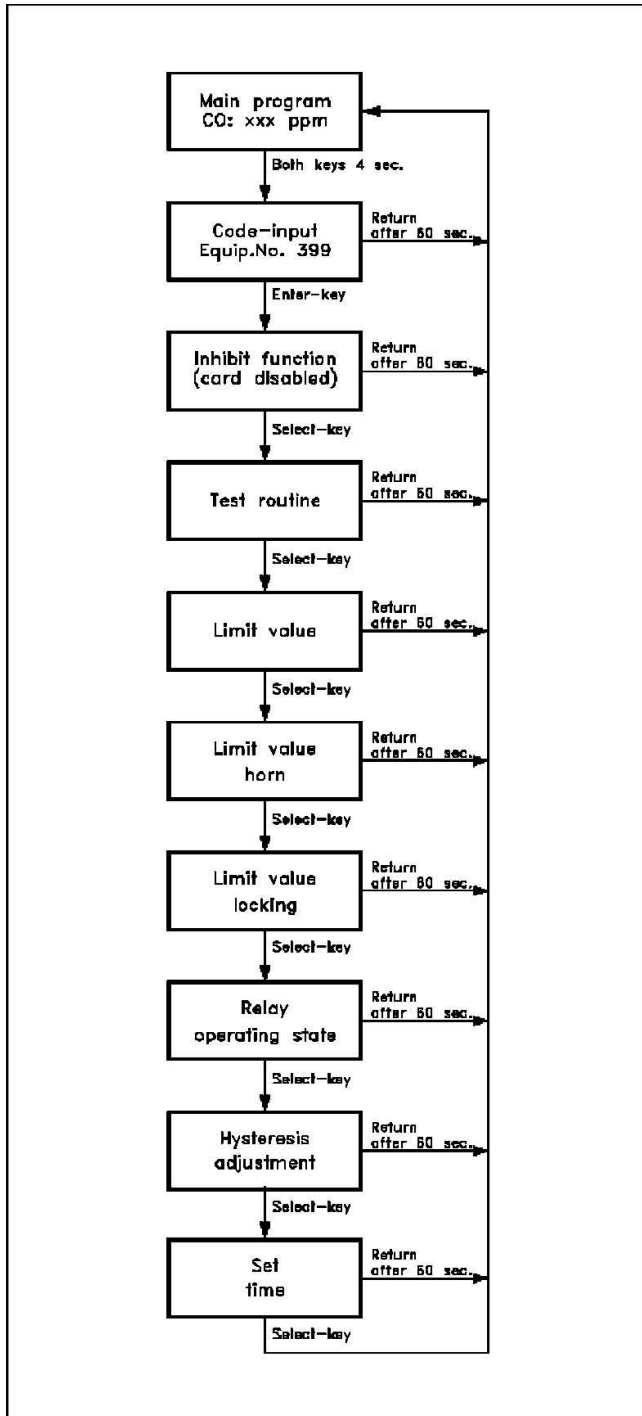 Main program
CO: xxx ppm
Both keys 4 sec.
Code-input
Equip.No. 399
Return
after 60 sec.
Enter-key
Inhibit function
(card disabled)
Return
after 60 sec.
Select-key
Test routine
Return
after 60 sec.
Select-key
Limit value
Return
after 60 sec.
Select-key
Limit value
horn
Return
after 60 sec.
Select-key
Limit value
locking
Return
after 60 sec.
Select-key
Relay
operating state
Return
after 60 sec.
Select-key
Hysteresis
adjustment
Return
after 60 sec.
Select-key
Set
time
Return
after 60 sec.
Select-key